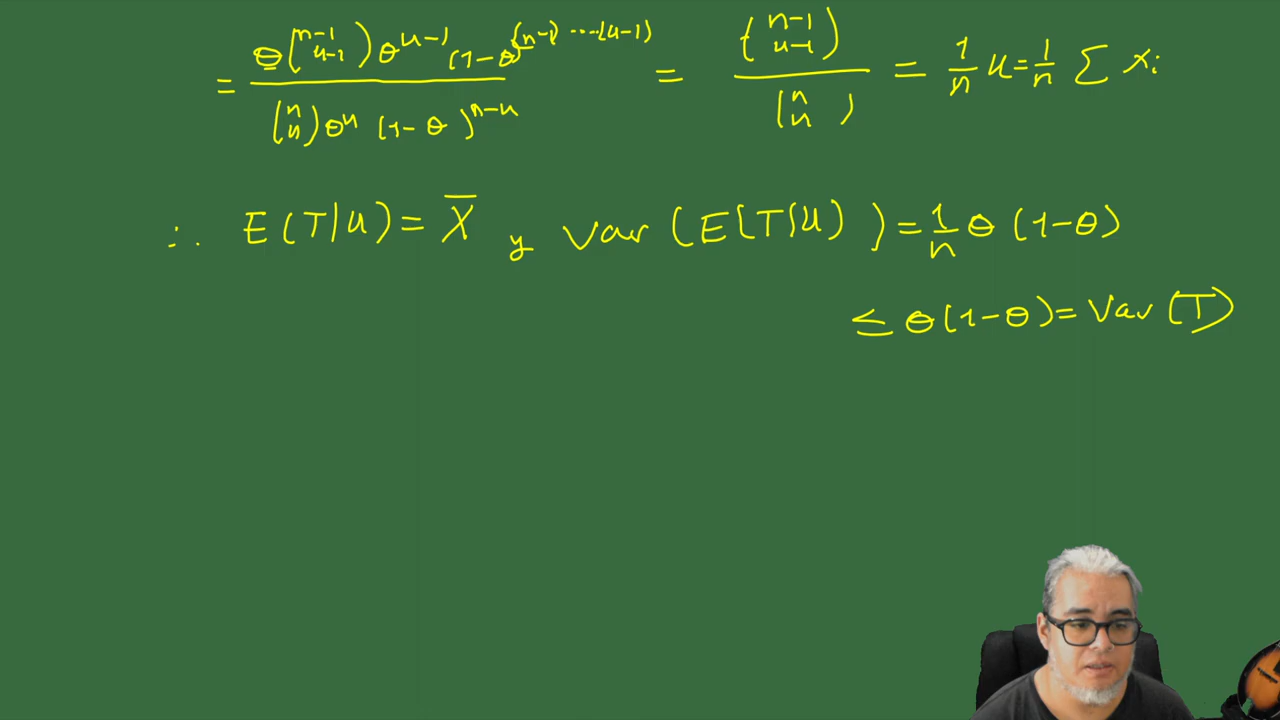 = θ(n-1 u-1)θ^{u-1}(1-θ)^{(n-1)....(u-1)} / (n u)θ^u (1-θ)^{n-u} = (n-1 u-1) / (n u) = 1/n u = 1/n Σ xi
∴ E(T|u) = X̄ y Var(E(T|u)) = 1/n θ(1-θ)
≤ θ(1-θ) = Var(T)